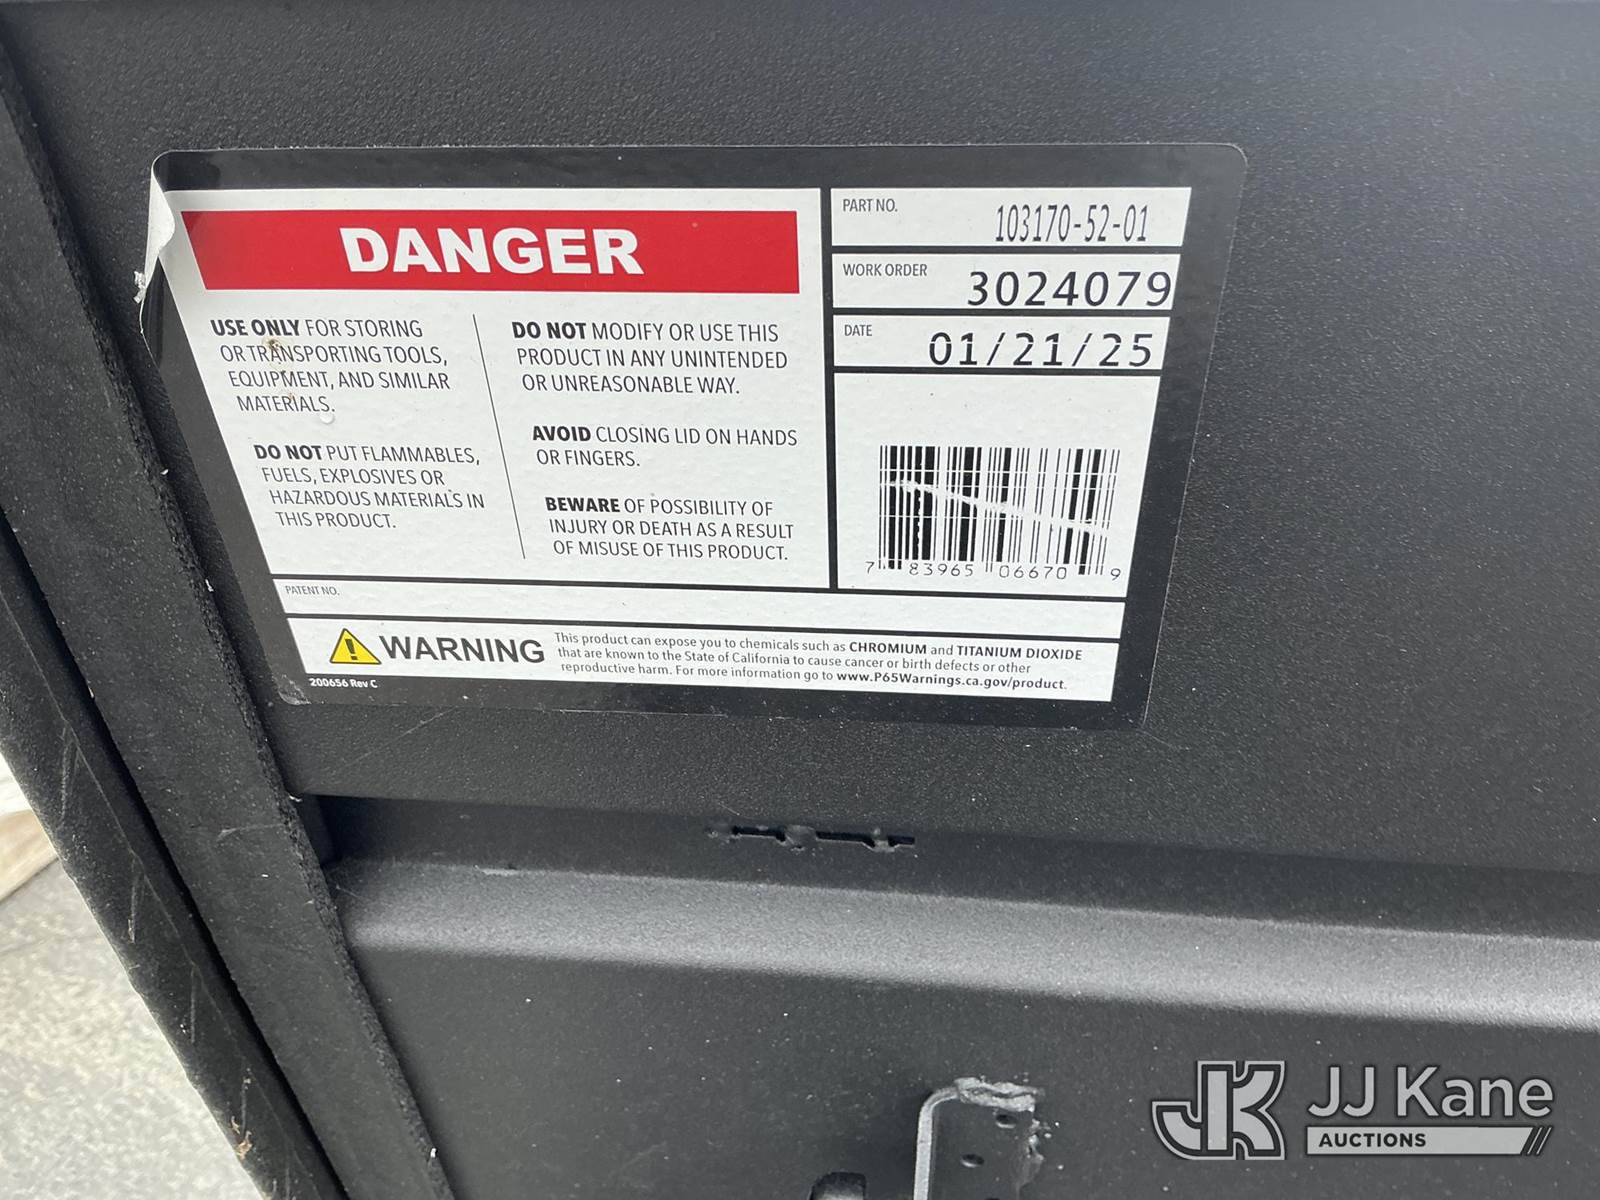 DANGER
USE ONLY FOR STORING
OR TRANSPORTING TOOLS,
EQUIPMENT, AND SIMILAR
MATERIALS.
DO NOT PUT FLAMMABLES,
FUELS, EXPLOSIVES OR
HAZARDOUS MATERIALS IN
THIS PRODUCT.
DO NOT MODIFY OR USE THIS
PRODUCT IN ANY UNINTENDED
OR UNREASONABLE WAY.
AVOID CLOSING LID ON HANDS
OR FINGERS.
BEWARE OF POSSIBILITY OF
INJURY OR DEATH AS A RESULT
OF MISUSE OF THIS PRODUCT.
PART NO. 103170-52-01
WORK ORDER 3024079
DATE 01/21/25
7 83965 06670 9
PATENT NO.
WARNING
This product can expose you to chemicals such as CHROMIUM and TITANIUM DIOXIDE
that are known to the State of California to cause cancer or birth defects or other
reproductive harm. For more information go to www.P65Warnings.ca.gov/product.
200656 Rev C
JK JJ Kane
AUCTIONS